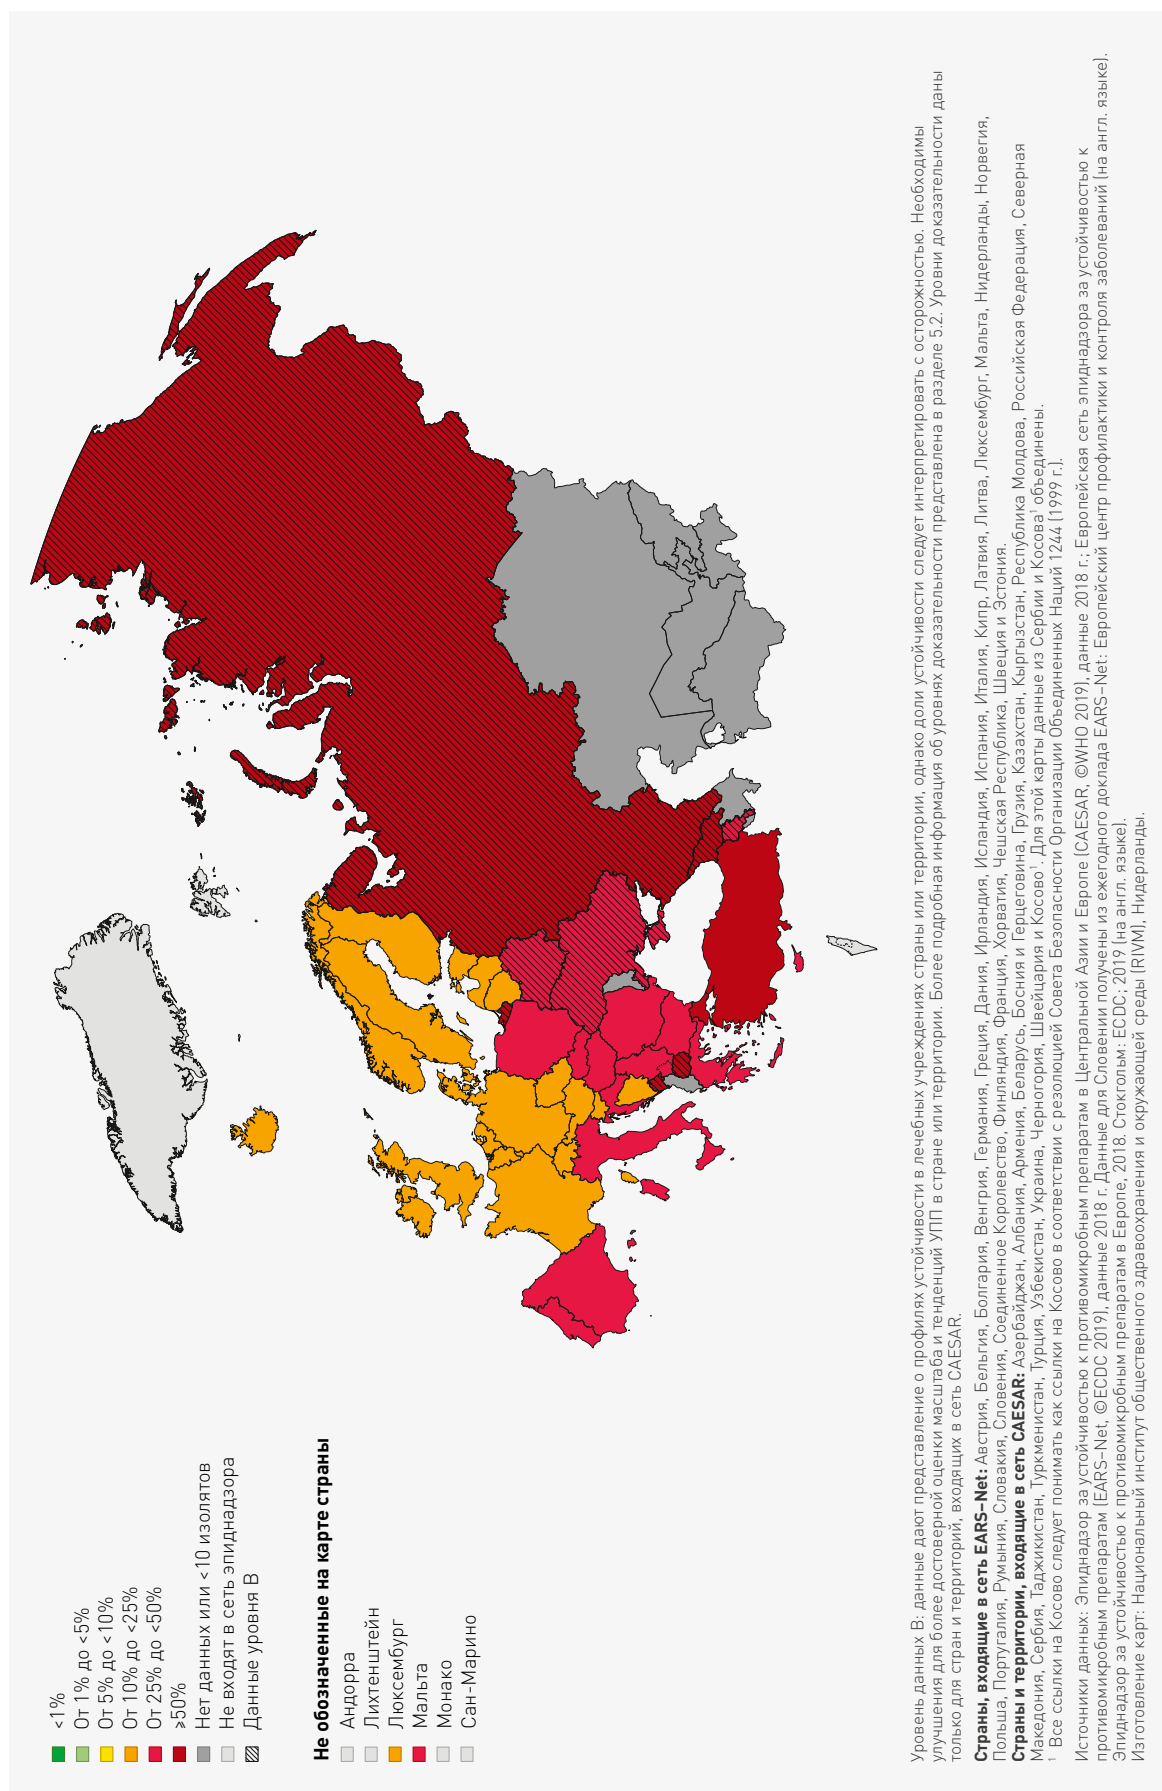 <1%
От 1% до <5%
От 5% до <10%
От 10% до <25%
От 25% до <50%
≥50%
Нет данных или <10 изолятов
Не входят в сеть эпиднадзора
Данные уровня B
Не обозначенные на карте страны
Андорра
Лихтенштейн
Люксембург
Мальта
Монако
Сан-Марино
Уровень данных B: данные дают представление о профилях устойчивости в лечебных учреждениях страны или территории, однако доли устойчивости следует интерпретировать с осторожностью. Необходимы
улучшения для более достоверной оценки масштаба и тенденций УПП в стране или территории. Более подробная информация об уровнях доказательности представлена в разделе 5.2. Уровни доказательности даны
только для стран и территорий, входящих в сеть CAESAR.
Страны, входящие в сеть EARS–Net: Австрия, Бельгия, Болгария, Венгрия, Германия, Греция, Дания, Ирландия, Исландия, Испания, Италия, Кипр, Латвия, Литва, Люксембург, Мальта, Нидерланды, Норвегия,
Польша, Португалия, Румыния, Словакия, Словения, Соединенное Королевство, Финляндия, Франция, Хорватия, Чешская Республика, Швеция и Эстония.
Страны и территории, входящие в сеть CAESAR: Азербайджан, Албания, Армения, Беларусь, Босния и Герцеговина, Грузия, Казахстан, Кыргызстан, Республика Молдова, Российская Федерация, Северная
Македония, Сербия, Таджикистан, Туркменистан, Турция, Узбекистан, Украина, Черногория, Швейцария и Косово¹. Для этой карты данные из Сербии и Косова¹ объединены.
¹ Все ссылки на Косово следует понимать как ссылки на Косово в соответствии с резолюцией Совета Безопасности Организации Объединенных Наций 1244 (1999 г.).
Источники данных: Эпиднадзор за устойчивостью к противомикробным препаратам в Центральной Азии и Европе (CAESAR, ©WHO 2019), данные 2018 г.; Европейская сеть эпиднадзора за устойчивостью к
противомикробным препаратам (EARS–Net, ©ECDC 2019), данные 2018 г. Данные для Словении получены из ежегодного доклада EARS–Net: Европейский центр профилактики и контроля заболеваний (на англ. языке).
Эпиднадзор за устойчивостью к противомикробным препаратам в Европе, 2018. Стокгольм: ECDC; 2019 (на англ. языке).
Изготовление карт: Национальный институт общественного здравоохранения и окружающей среды (RIVM), Нидерланды.